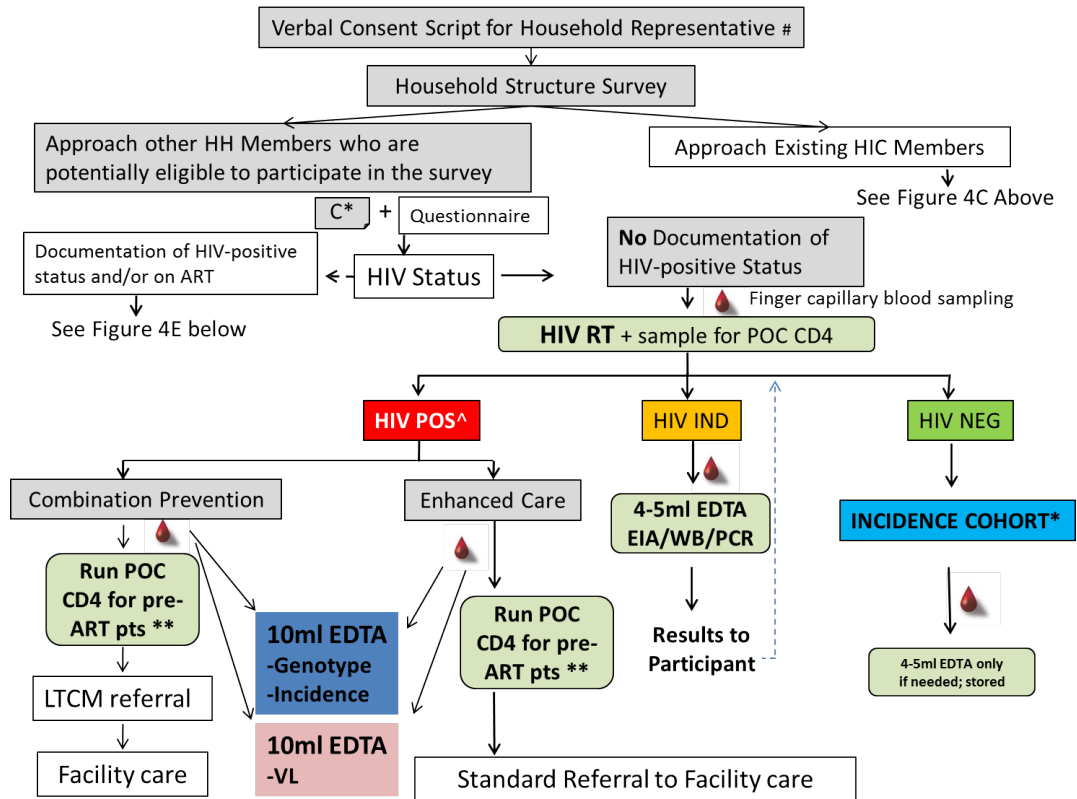 Verbal Consent Script for Household Representative #
Household Structure Survey
Approach other HH Members who are
potentially eligible to participate in the survey
Approach Existing HIC Members
See Figure 4C Above
C* + Questionnaire
Documentation of HIV-positive
status and/or on ART
HIV Status
No Documentation of
HIV-positive Status
See Figure 4E below
Finger capillary blood sampling
HIV RT + sample for POC CD4
HIV POS^
HIV IND
HIV NEG
Combination Prevention
Enhanced Care
4-5ml EDTA
EIA/WB/PCR
INCIDENCE COHORT*
Run POC
CD4 for pre-
ART pts **
10ml EDTA
-Genotype
-Incidence
Run POC
CD4 for pre-
ART pts **
Results to
Participant
4-5ml EDTA only
if needed; stored
LTCM referral
10ml EDTA
-VL
Facility care
Standard Referral to Facility care